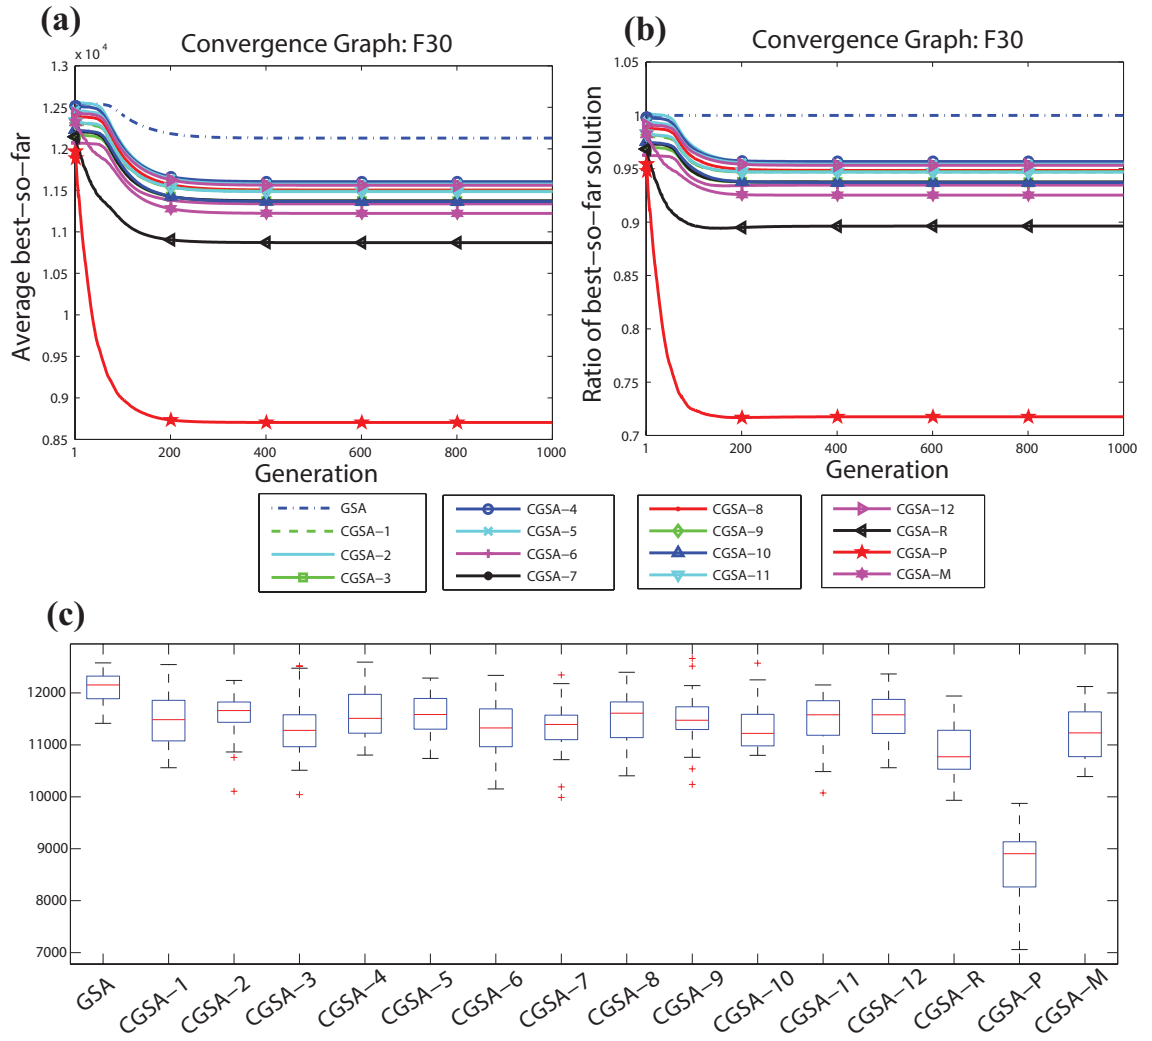 (a)
Convergence Graph: F30
x 10^4
1.3
1.25
1.2
1.15
1.1
1.05
1
0.95
0.9
0.85
Average best−so−far
1
200
400
600
800
1000
Generation
(b)
Convergence Graph: F30
1.05
1
0.95
0.9
0.85
0.8
0.75
0.7
Ratio of best−so−far solution
1
200
400
600
800
1000
Generation
GSA
CGSA−1
CGSA−2
CGSA−3
CGSA−4
CGSA−5
CGSA−6
CGSA−7
CGSA−8
CGSA−9
CGSA−10
CGSA−11
CGSA−12
CGSA−R
CGSA−P
CGSA−M
(c)
12000
11000
10000
9000
8000
7000
GSA
CGSA−1
CGSA−2
CGSA−3
CGSA−4
CGSA−5
CGSA−6
CGSA−7
CGSA−8
CGSA−9
CGSA−10
CGSA−11
CGSA−12
CGSA−R
CGSA−P
CGSA−M